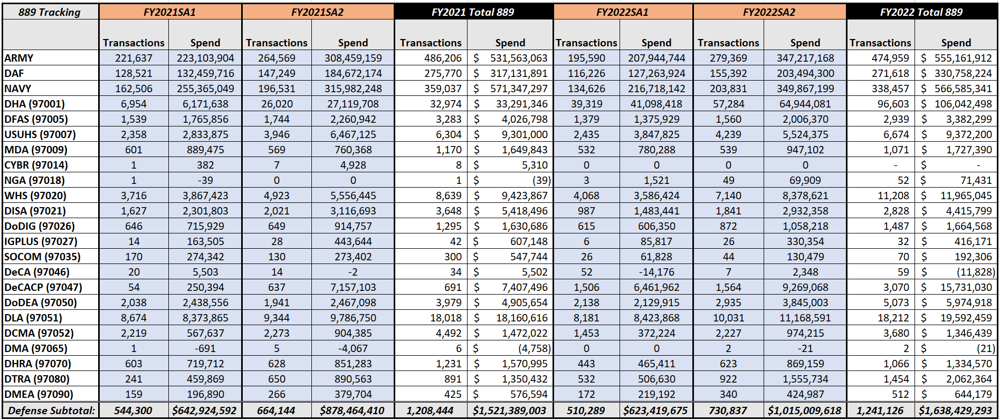 889 Tracking FY2021SA1 FY2021SA2 FY2021 Total 889 FY2022SA1 FY2022SA2 FY2022 Total 889
Transactions Spend Transactions Spend Transactions Spend Transactions Spend Transactions Spend Transactions Spend
ARMY 221,637 223,103,904 264,569 308,459,159 486,206 $ 531,563,063 195,590 207,944,744 279,369 347,217,168 474,959 $ 555,161,912
DAF 128,521 132,459,716 147,249 184,672,174 275,770 $ 317,131,891 116,226 127,263,924 155,392 203,494,300 271,618 $ 330,758,224
NAVY 162,506 255,365,049 196,531 315,982,248 359,037 $ 571,347,297 134,626 216,718,142 203,831 349,867,199 338,457 $ 566,585,341
DHA (97001) 6,954 6,171,638 26,020 27,119,708 32,974 $ 33,291,346 39,319 41,098,418 57,284 64,944,081 96,603 $ 106,042,498
DFAS (97005) 1,539 1,765,856 1,744 2,260,942 3,283 $ 4,026,798 1,379 1,375,929 1,560 2,006,370 2,939 $ 3,382,299
USUHS (97007) 2,358 2,833,875 3,946 6,467,125 6,304 $ 9,301,000 2,435 3,847,825 4,239 5,524,375 6,674 $ 9,372,200
MDA (97009) 601 889,475 569 760,368 1,170 $ 1,649,843 532 780,288 539 947,102 1,071 $ 1,727,390
CYBR (97014) 1 382 7 4,928 8 $ 5,310 0 0 0 0 - $ -
NGA (97018) 1 -39 0 0 1 $ (39) 3 1,521 49 69,909 52 $ 71,431
WHS (97020) 3,716 3,867,423 4,923 5,556,445 8,639 $ 9,423,867 4,068 3,586,424 7,140 8,378,621 11,208 $ 11,965,045
DISA (97021) 1,627 2,301,803 2,021 3,116,693 3,648 $ 5,418,496 987 1,483,441 1,841 2,932,358 2,828 $ 4,415,799
DoDIG (97026) 646 715,929 649 914,757 1,295 $ 1,630,686 615 606,350 872 1,058,218 1,487 $ 1,664,568
IGPLUS (97027) 14 163,505 28 443,644 42 $ 607,148 6 85,817 26 330,354 32 $ 416,171
SOCOM (97035) 170 274,342 130 273,402 300 $ 547,744 26 61,828 44 130,479 70 $ 192,306
DeCA (97046) 20 5,503 14 -2 34 $ 5,502 52 -14,176 7 2,348 59 $ (11,828)
DeCACP (97047) 54 250,394 637 7,157,103 691 $ 7,407,496 1,506 6,461,962 1,564 9,269,068 3,070 $ 15,731,030
DoDEA (97050) 2,038 2,438,556 1,941 2,467,098 3,979 $ 4,905,654 2,138 2,129,915 2,935 3,845,003 5,073 $ 5,974,918
DLA (97051) 8,674 8,373,865 9,344 9,786,750 18,018 $ 18,160,616 8,181 8,423,868 10,031 11,168,591 18,212 $ 19,592,459
DCMA (97052) 2,219 567,637 2,273 904,385 4,492 $ 1,472,022 1,453 372,224 2,227 974,215 3,680 $ 1,346,439
DMA (97065) 1 -691 5 -4,067 6 $ (4,758) 0 0 2 -21 2 $ (21)
DHRA (97070) 603 719,712 628 851,283 1,231 $ 1,570,995 443 465,411 623 869,159 1,066 $ 1,334,570
DTRA (97080) 241 459,869 650 890,563 891 $ 1,350,432 532 506,630 922 1,555,734 1,454 $ 2,062,364
DMEA (97090) 159 196,890 266 379,704 425 $ 576,594 172 219,192 340 424,987 512 $ 644,179
Defense Subtotal: 544,300 $642,924,592 664,144 $878,464,410 1,208,444 $1,521,389,003 510,289 $623,419,675 730,837 $1,015,009,618 1,241,126 $1,638,429,293